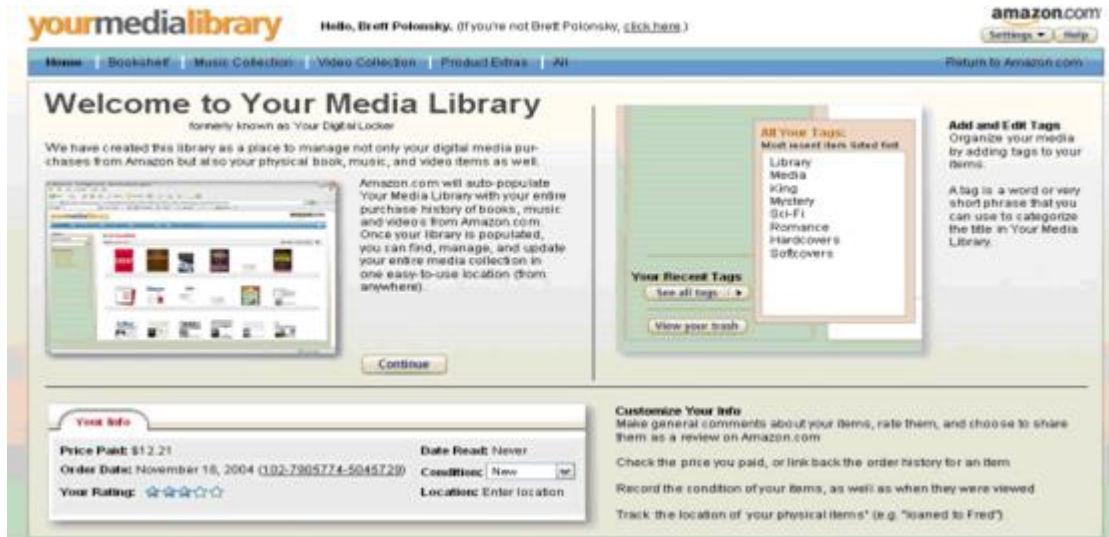 yourmedialibrary
Hello, Brett Polonsky. (If you're not Brett Polonsky, click here.)
amazon.com
Settings Help
Home Bookshelf Music Collection Video Collection Product Extras All
Return to Amazon.com
Welcome to Your Media Library
formerly known as Your Digital Locker
We have created this library as a place to manage not only your digital media pur-
chases from Amazon but also your physical book, music, and video items as well.
Amazon.com will auto-populate
Your Media Library with your entire
purchase history of books, music
and videos from Amazon.com.
Once your library is populated,
you can find, manage, and update
your entire media collection in
one easy-to-use location (from
anywhere).
Continue
All Your Tags:
Most recent item listed first
Library
Media
King
Mystery
Sci-Fi
Romance
Hardcovers
Softcovers
Your Recent Tags
See all tags
View your trash
Add and Edit Tags
Organize your media
by adding tags to your
items.
A tag is a word or very
short phrase that you
can use to categorize
the title in Your Media
Library.
Your Info
Price Paid: $12.21
Order Date: November 18, 2004 (102-7905774-5045729)
Your Rating:
Date Read: Never
Condition: New
Location: Enter location
Customize Your Info
Make general comments about your items, rate them, and choose to share
them as a review on Amazon.com
Check the price you paid, or link back the order history for an item
Record the condition of your items, as well as when they were viewed
Track the location of your physical items* (e.g. "loaned to Fred")